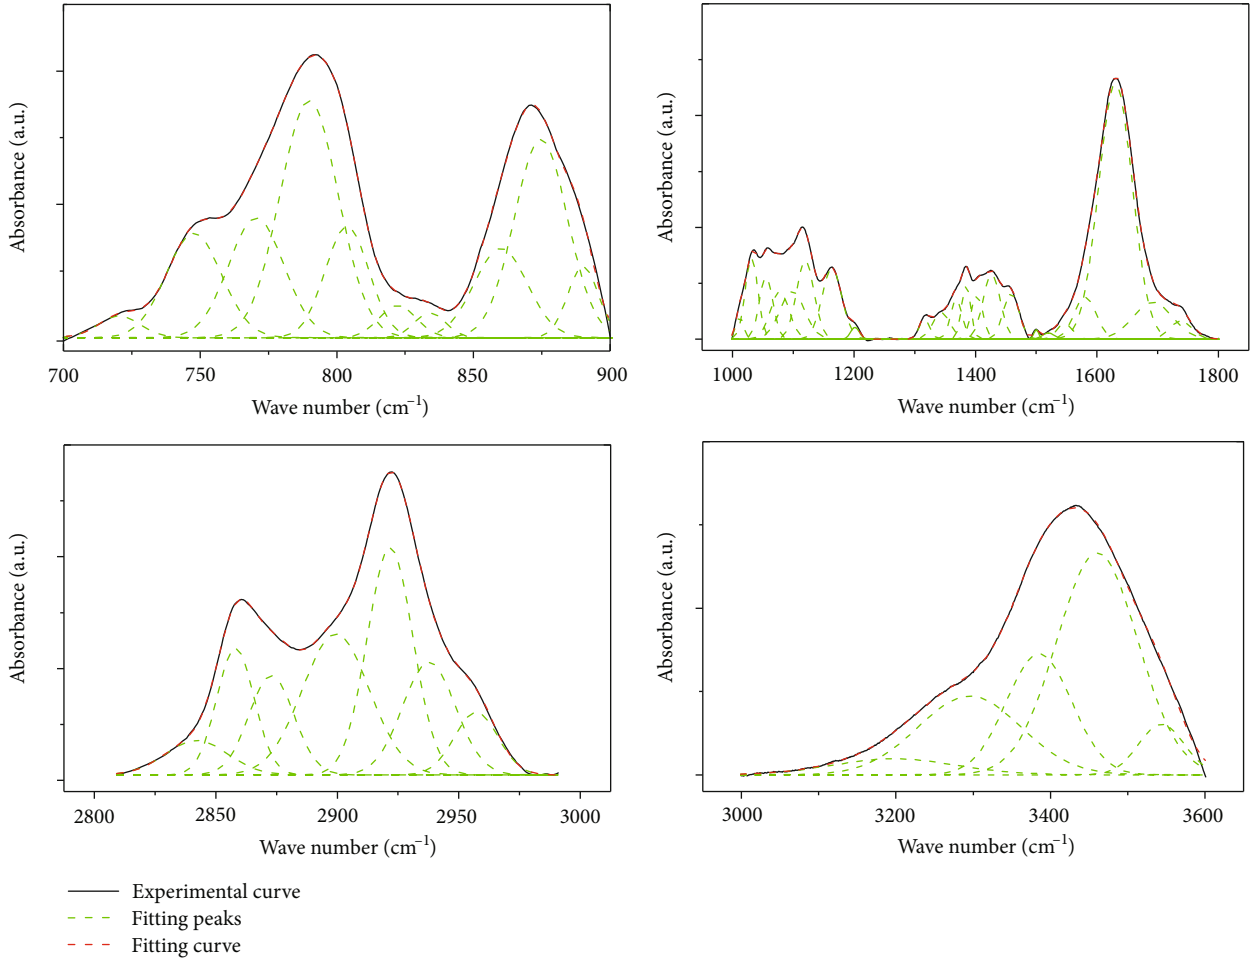 Absorbance (a.u.)
700 750 800 850 900
Wave number (cm⁻¹)
Absorbance (a.u.)
1000 1200 1400 1600 1800
Wave number (cm⁻¹)
Absorbance (a.u.)
2800 2850 2900 2950 3000
Wave number (cm⁻¹)
Absorbance (a.u.)
3000 3200 3400 3600
Wave number (cm⁻¹)
Experimental curve
Fitting peaks
Fitting curve